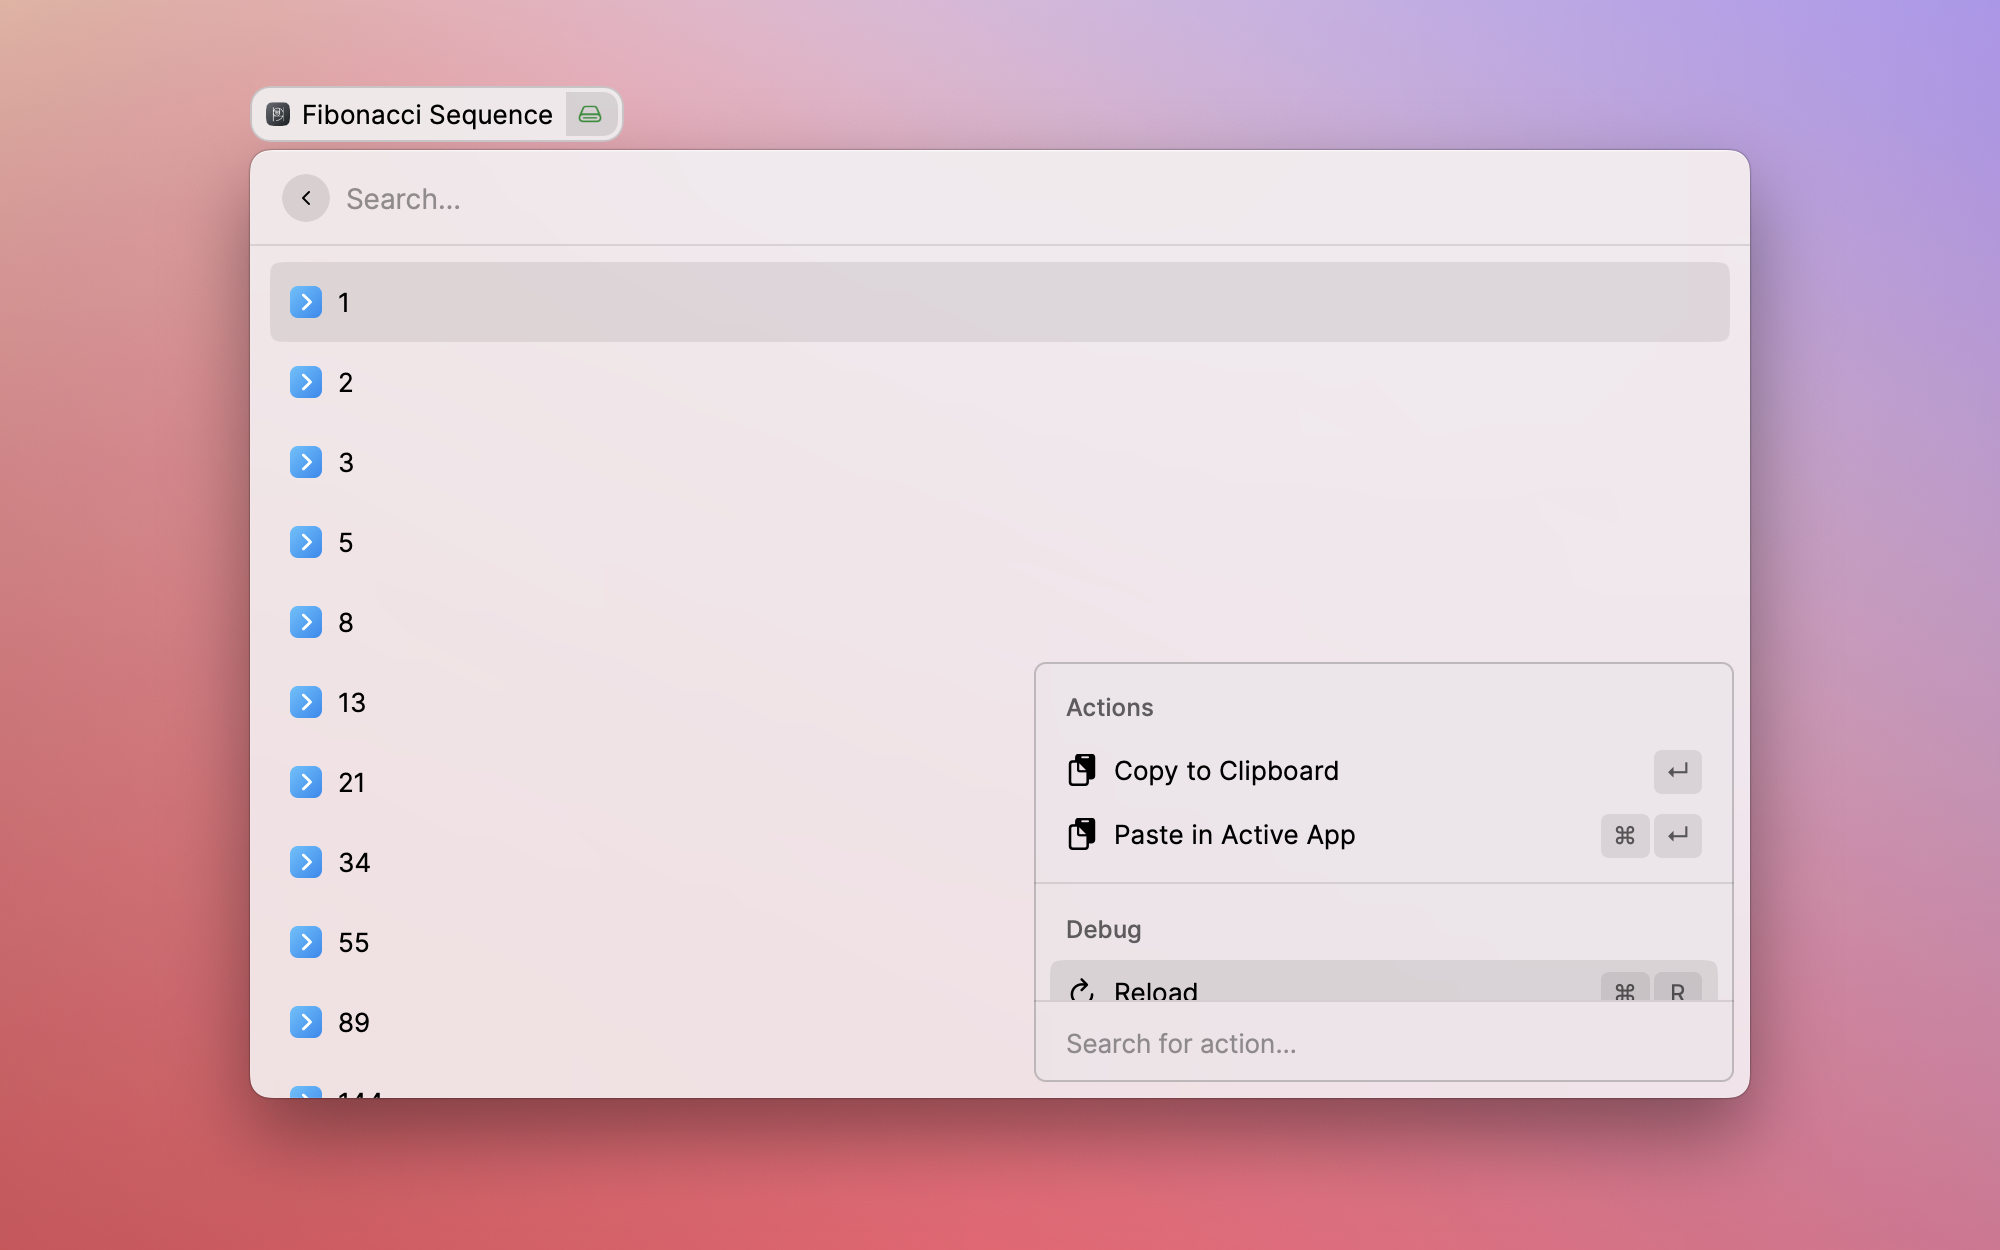 Fibonacci Sequence
Search...
1
2
3
5
8
13
21
34
55
89
144
Actions
Copy to Clipboard ↵
Paste in Active App ⌘ ↵
Debug
Reload ⌘ R
Search for action...